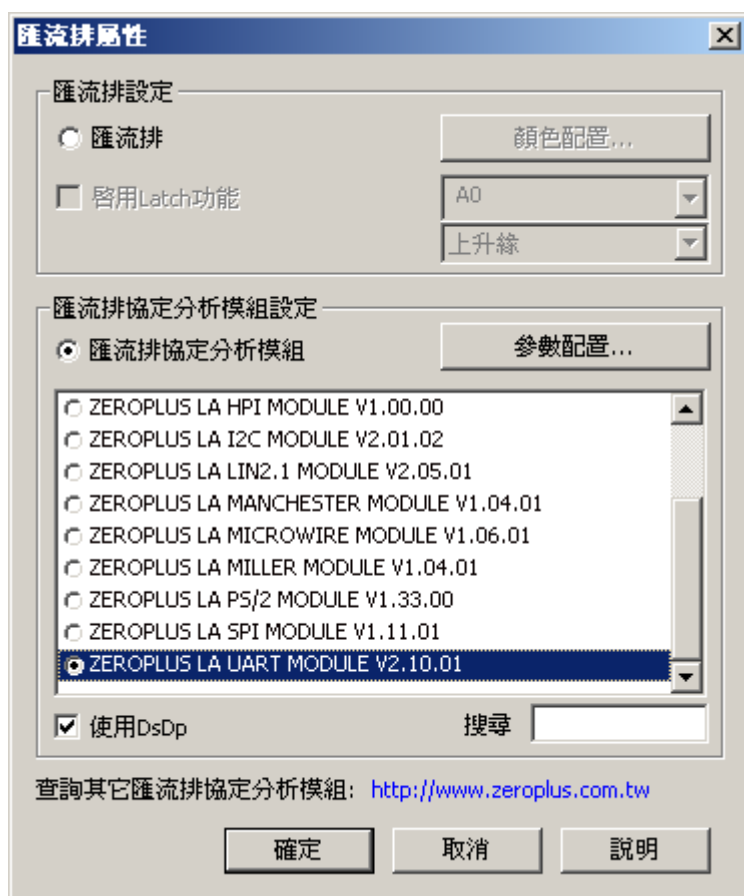 匯流排屬性
匯流排設定
匯流排
顏色配置...
啓用Latch功能
A0
上升緣
匯流排協定分析模組設定
匯流排協定分析模組
參數配置...
ZEROPLUS LA HPI MODULE V1.00.00
ZEROPLUS LA I2C MODULE V2.01.02
ZEROPLUS LA LIN2.1 MODULE V2.05.01
ZEROPLUS LA MANCHESTER MODULE V1.04.01
ZEROPLUS LA MICROWIRE MODULE V1.06.01
ZEROPLUS LA MILLER MODULE V1.04.01
ZEROPLUS LA PS/2 MODULE V1.33.00
ZEROPLUS LA SPI MODULE V1.11.01
ZEROPLUS LA UART MODULE V2.10.01
使用DsDp
搜尋
查詢其它匯流排協定分析模組: http://www.zeroplus.com.tw
確定
取消
說明